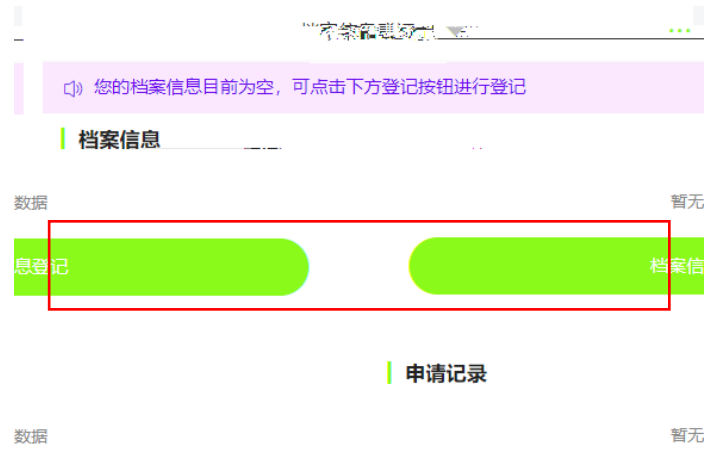 您的档案信息目前为空，可点击下方登记按钮进行登记
档案信息
数据 暂无
息登记 档案信
申请记录
数据 暂无